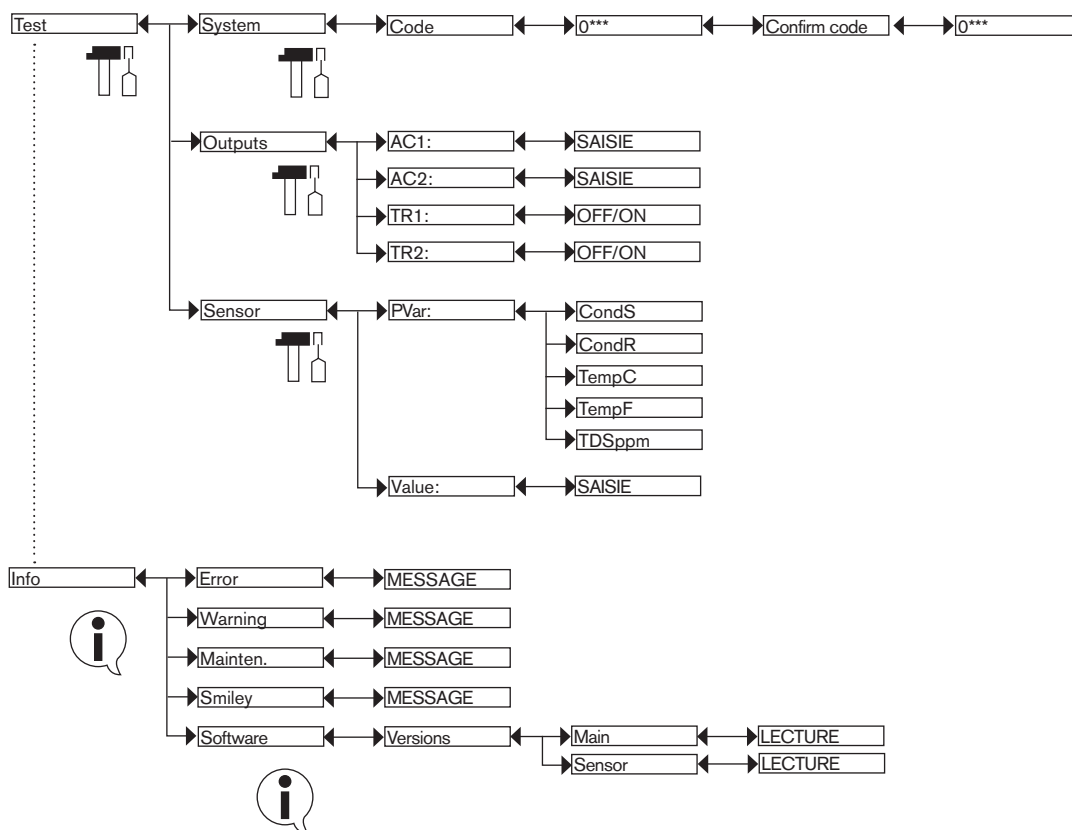 Test System Code 0*** Confirm code 0***
Outputs AC1: SAISIE
AC2: SAISIE
TR1: OFF/ON
TR2: OFF/ON
Sensor PVar: CondS
CondR
TempC
TempF
TDSppm
Value: SAISIE
Info Error MESSAGE
Warning MESSAGE
Mainten. MESSAGE
Smiley MESSAGE
Software Versions Main LECTURE
Sensor LECTURE